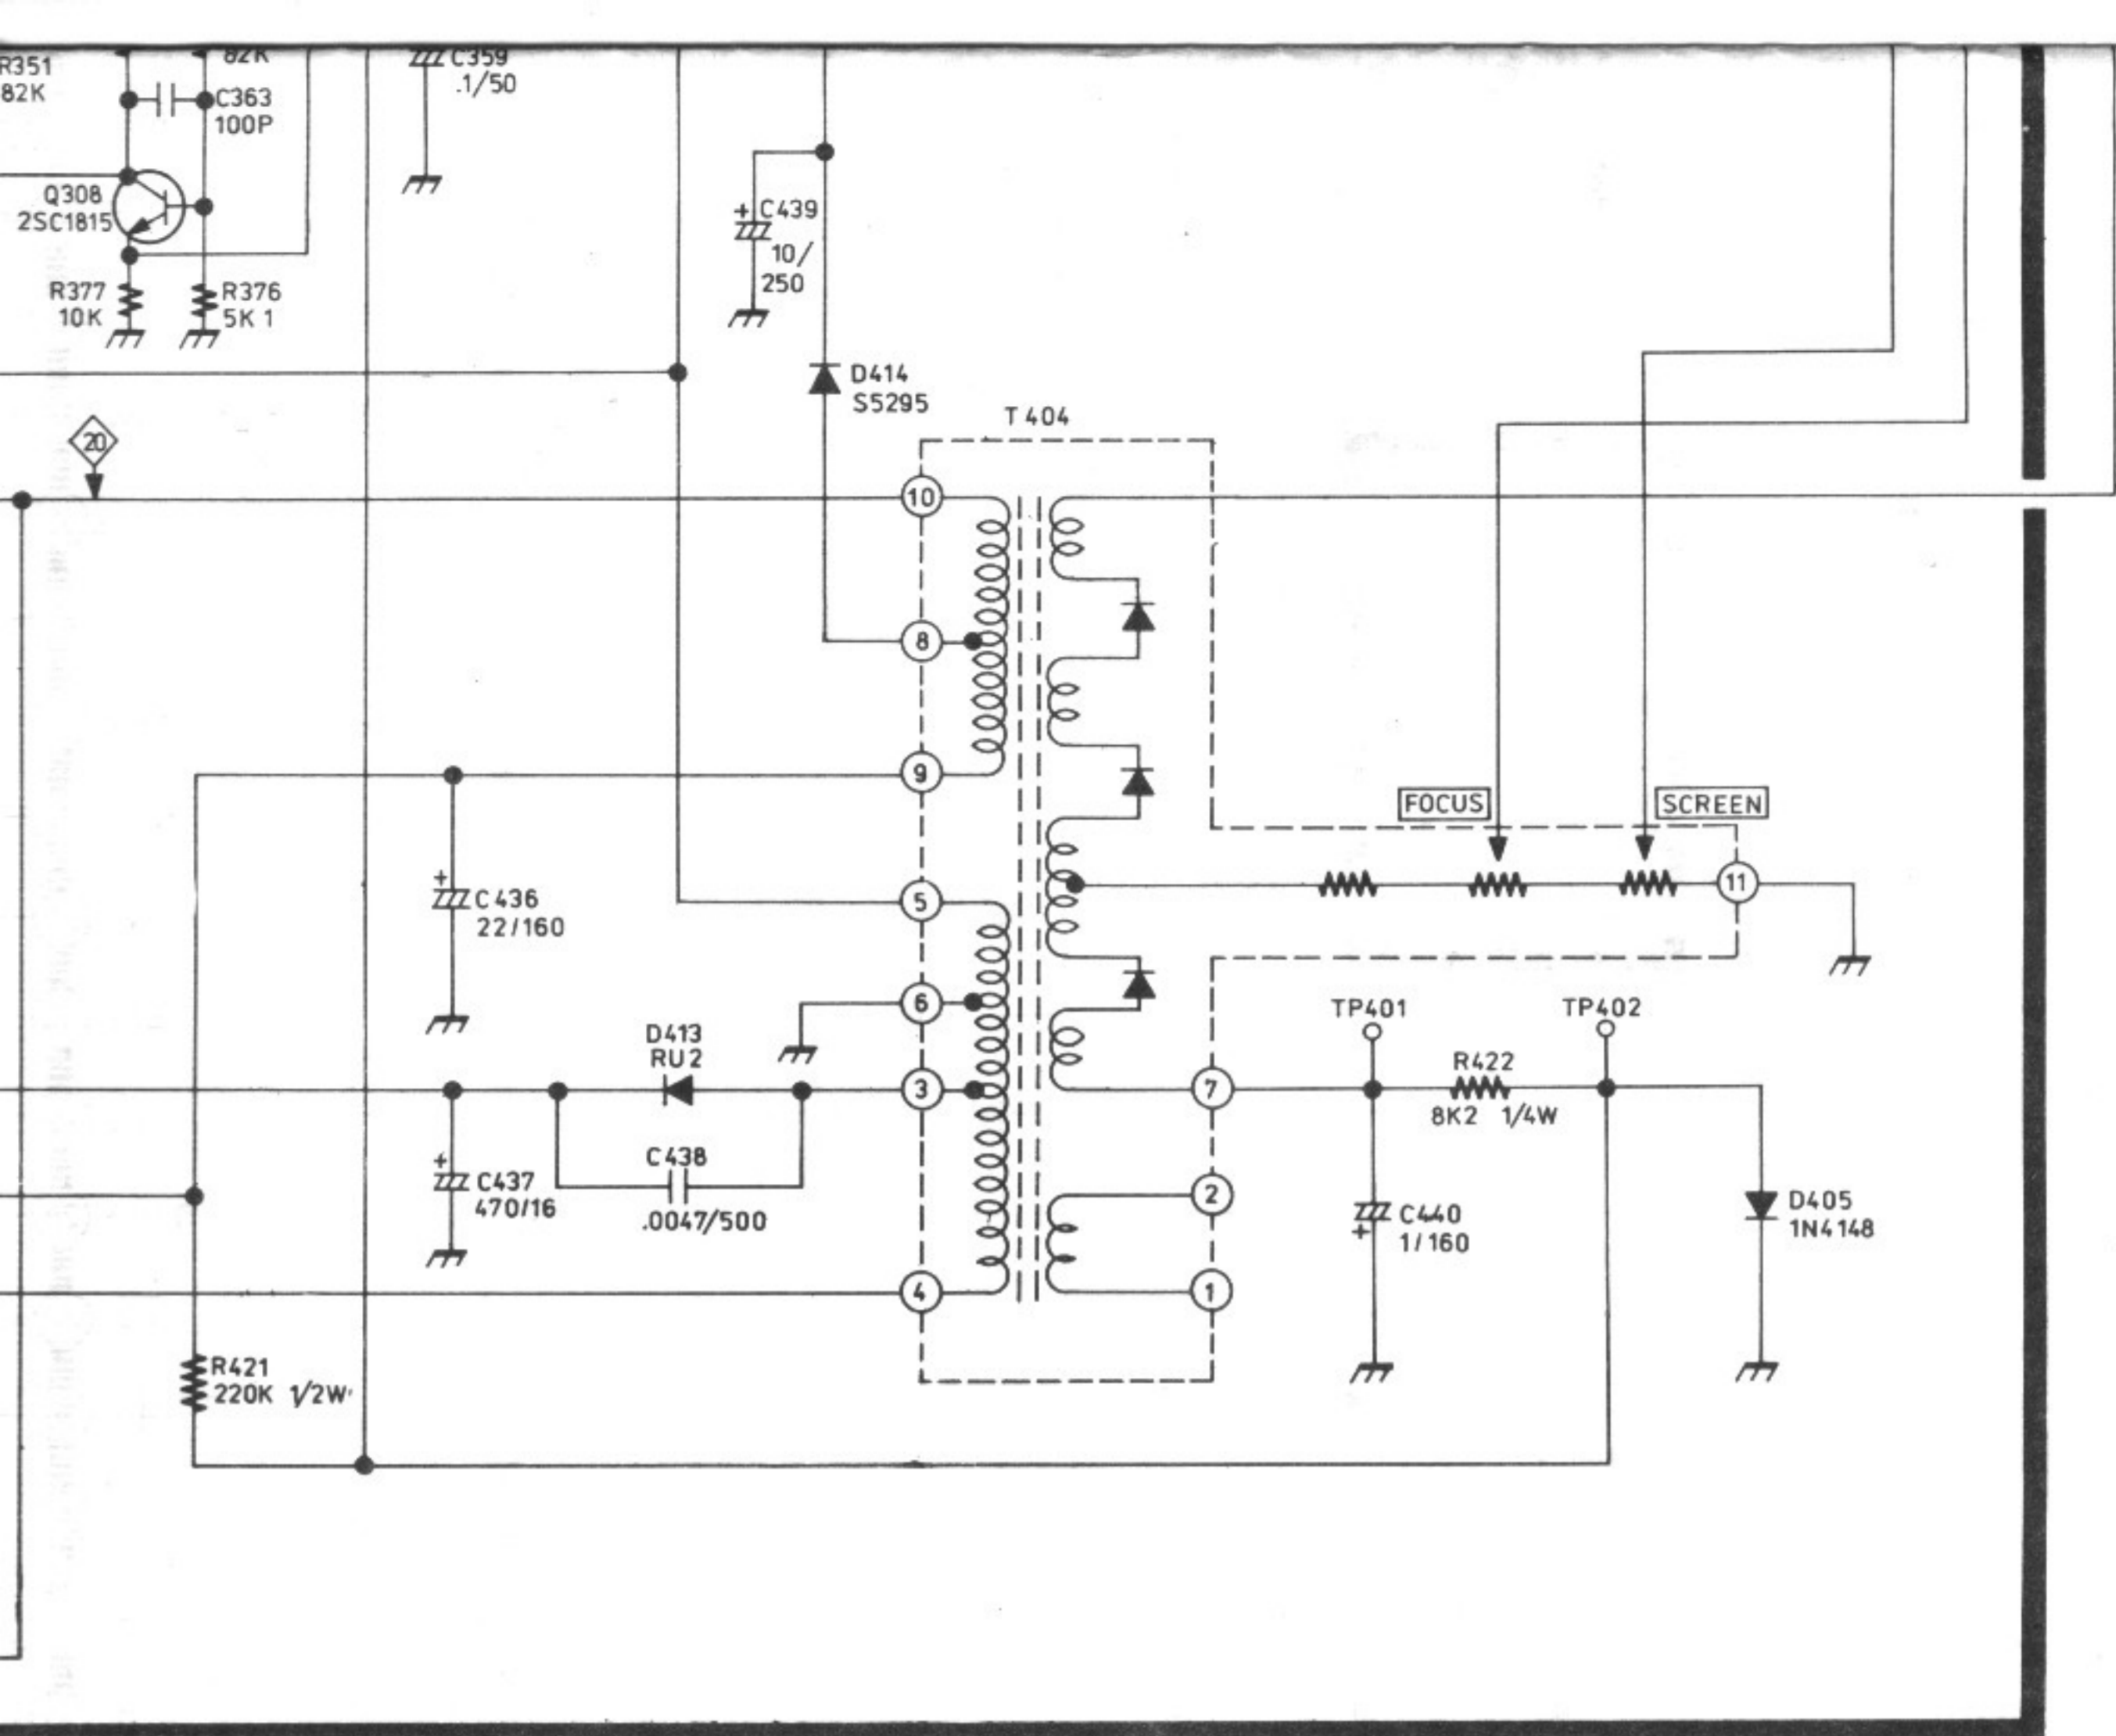 R351
82K
82K
C359
.1/50
C363
100P
Q308
2SC1815
+ C439
10/
250
R377
10K
R376
5K 1
D414
S5295
20
T404
10
8
9
FOCUS
SCREEN
11
+
C436
22/160
5
6
TP401
TP402
D413
RU2
3
7
R422
8K2 1/4W
C438
.0047/500
+
C437
470/16
2
C440
+ 1/160
D405
1N4148
4
1
R421
220K 1/2W